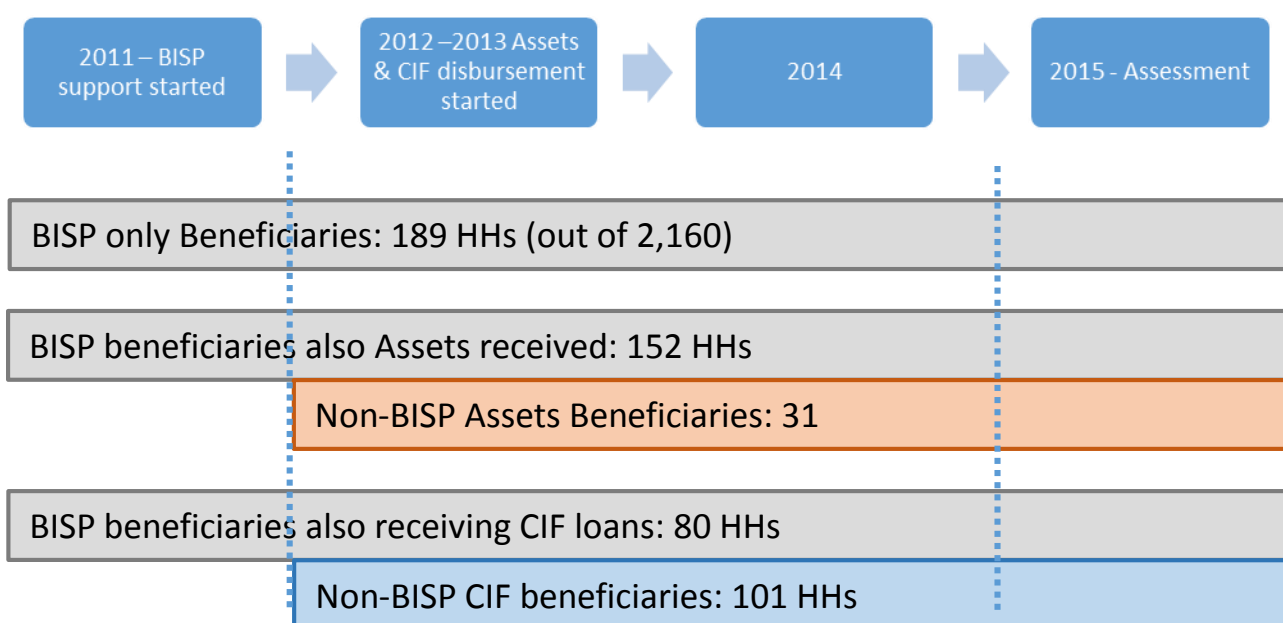 2011 – BISP
support started
2012 –2013 Assets
& CIF disbursement
started
2014
2015 - Assessment
BISP only Beneficiaries: 189 HHs (out of 2,160)
BISP beneficiaries also Assets received: 152 HHs
Non-BISP Assets Beneficiaries: 31
BISP beneficiaries also receiving CIF loans: 80 HHs
Non-BISP CIF beneficiaries: 101 HHs